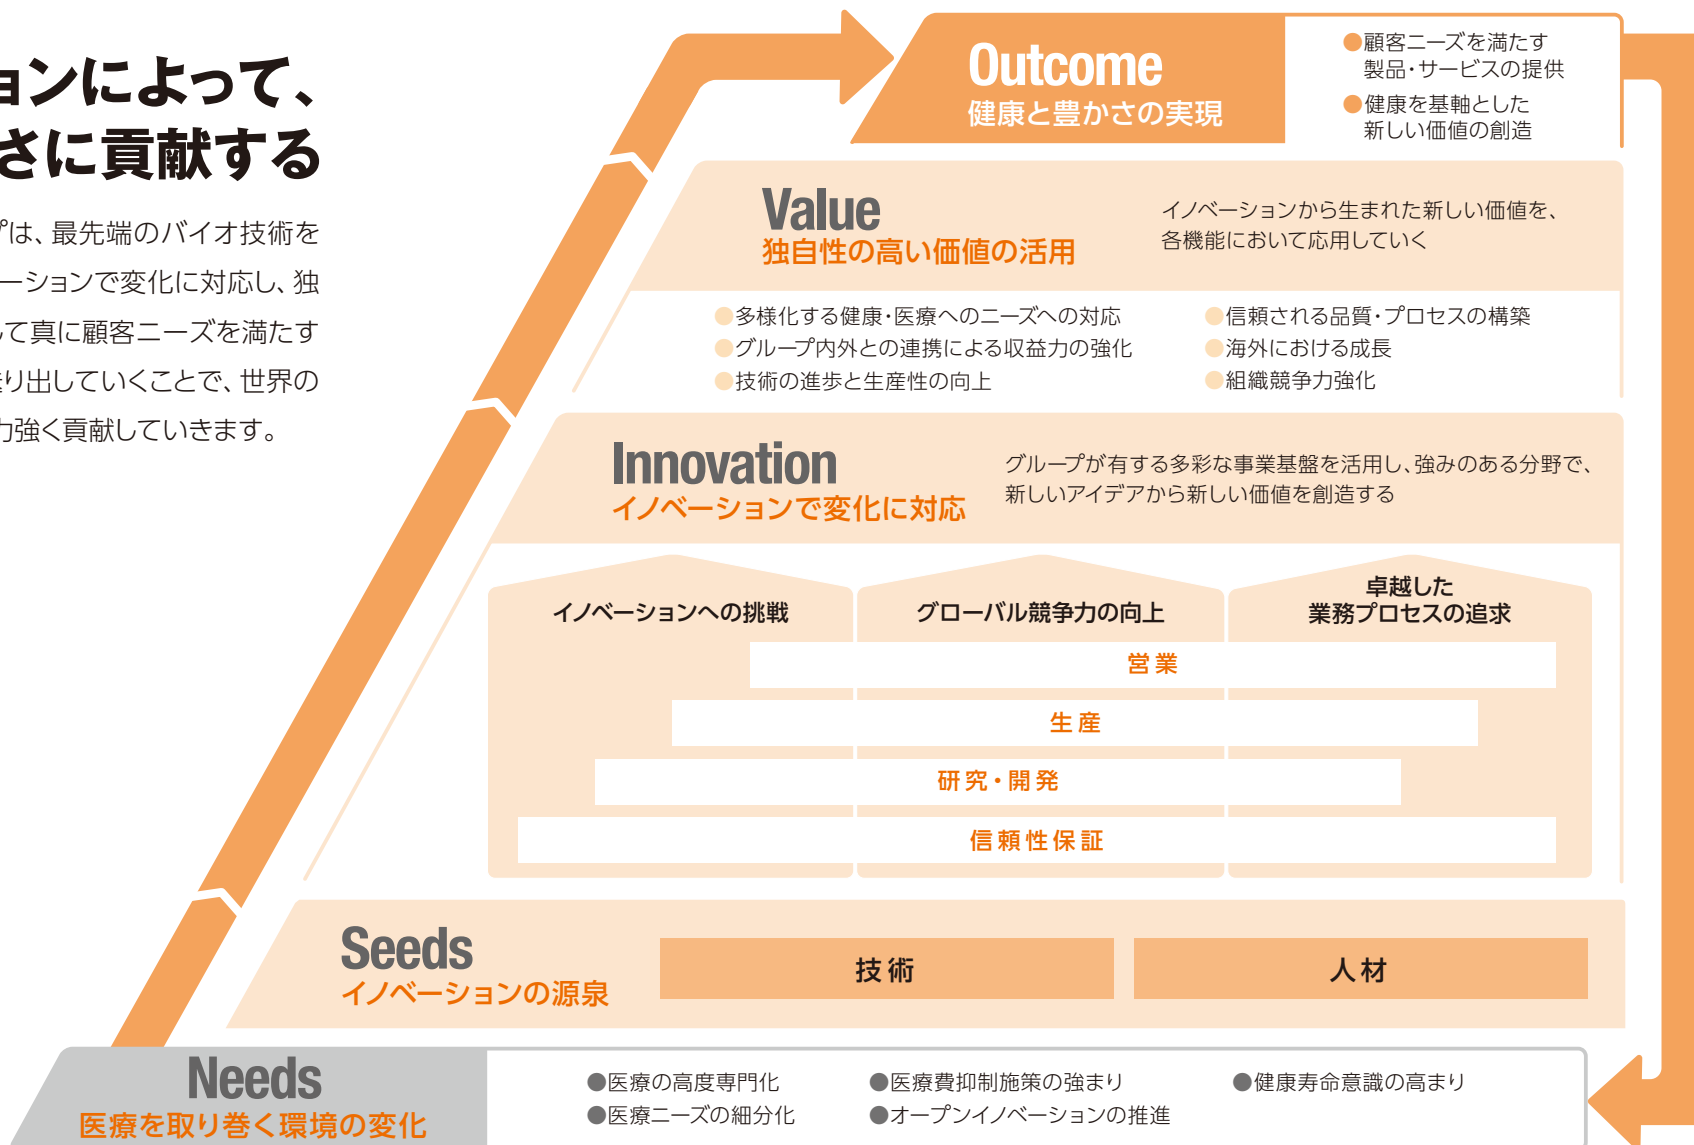 ョンによって、
さに貢献する
プは、最先端のバイオ技術を
ーションで変化に対応し、独
して真に顧客ニーズを満たす
送り出していくことで、世界の
力強く貢献していきます。
Outcome
健康と豊かさの実現
●顧客ニーズを満たす
製品・サービスの提供
●健康を基軸とした
新しい価値の創造
Value
独自性の高い価値の活用
イノベーションから生まれた新しい価値を、
各機能において応用していく
●多様化する健康・医療へのニーズへの対応
●グループ内外との連携による収益力の強化
●技術の進歩と生産性の向上
●信頼される品質・プロセスの構築
●海外における成長
●組織競争力強化
Innovation
イノベーションで変化に対応
グループが有する多彩な事業基盤を活用し、強みのある分野で、
新しいアイデアから新しい価値を創造する
イノベーションへの挑戦
グローバル競争力の向上
卓越した
業務プロセスの追求
営業
生産
研究・開発
信頼性保証
Seeds
イノベーションの源泉
技術
人材
Needs
医療を取り巻く環境の変化
●医療の高度専門化
●医療ニーズの細分化
●医療費抑制施策の強まり
●オープンイノベーションの推進
●健康寿命意識の高まり